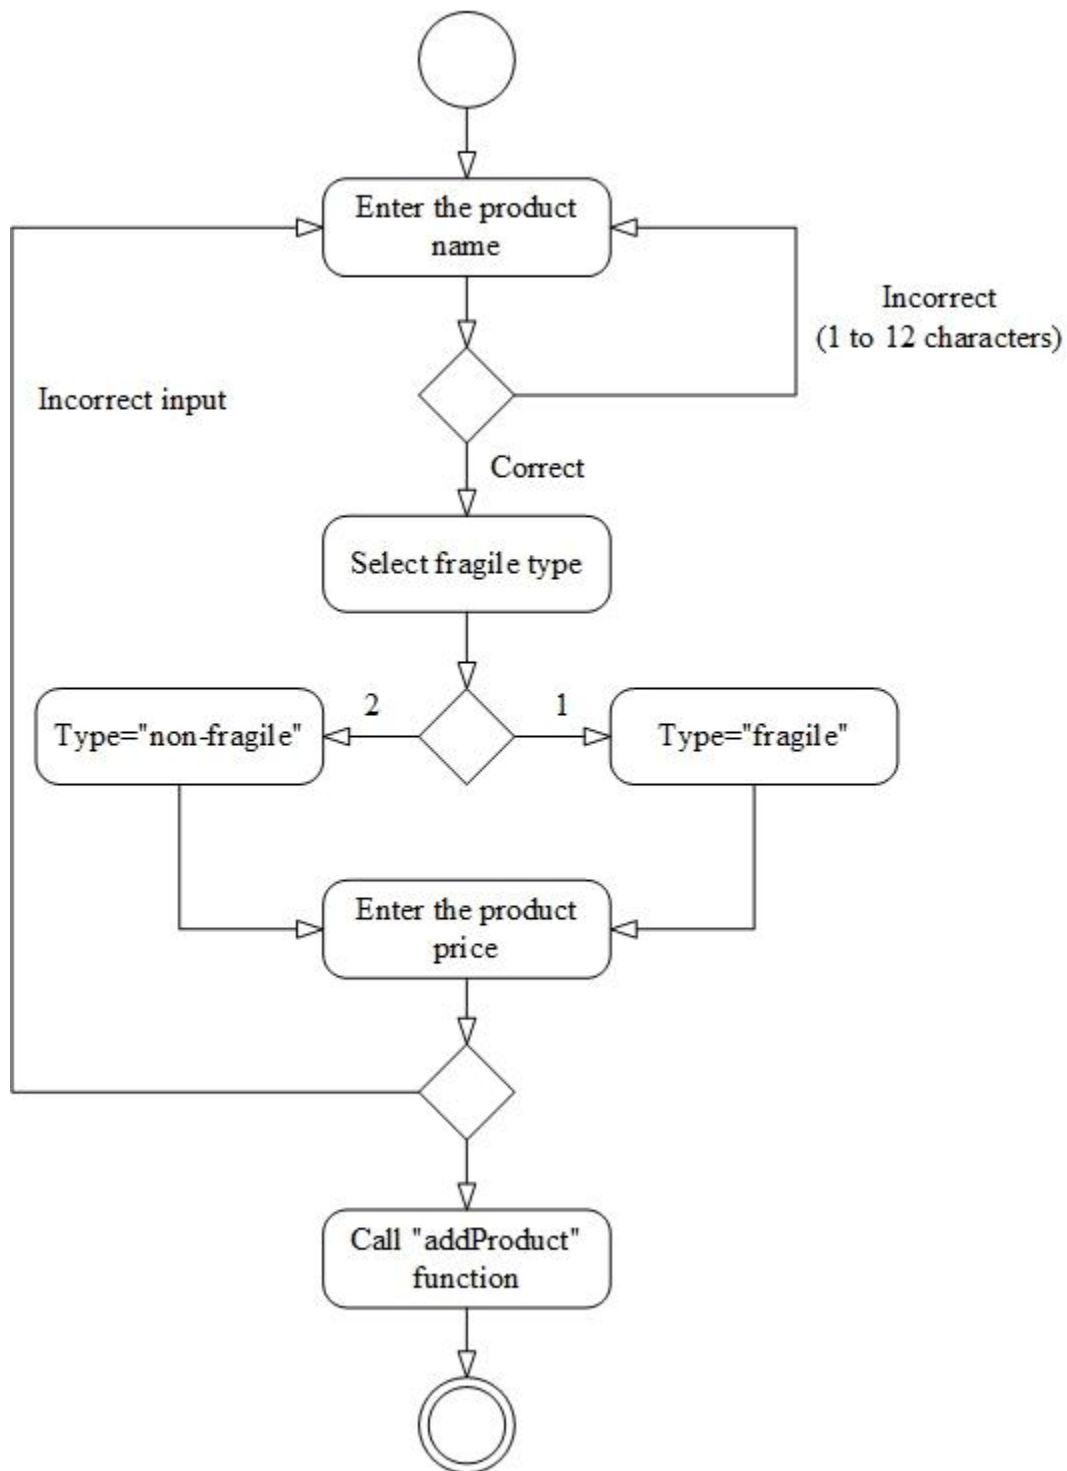 Enter the product
name
Incorrect
(1 to 12 characters)
Incorrect input
Correct
Select fragile type
2
1
Type="non-fragile"
Type="fragile"
Enter the product
price
Call "addProduct"
function